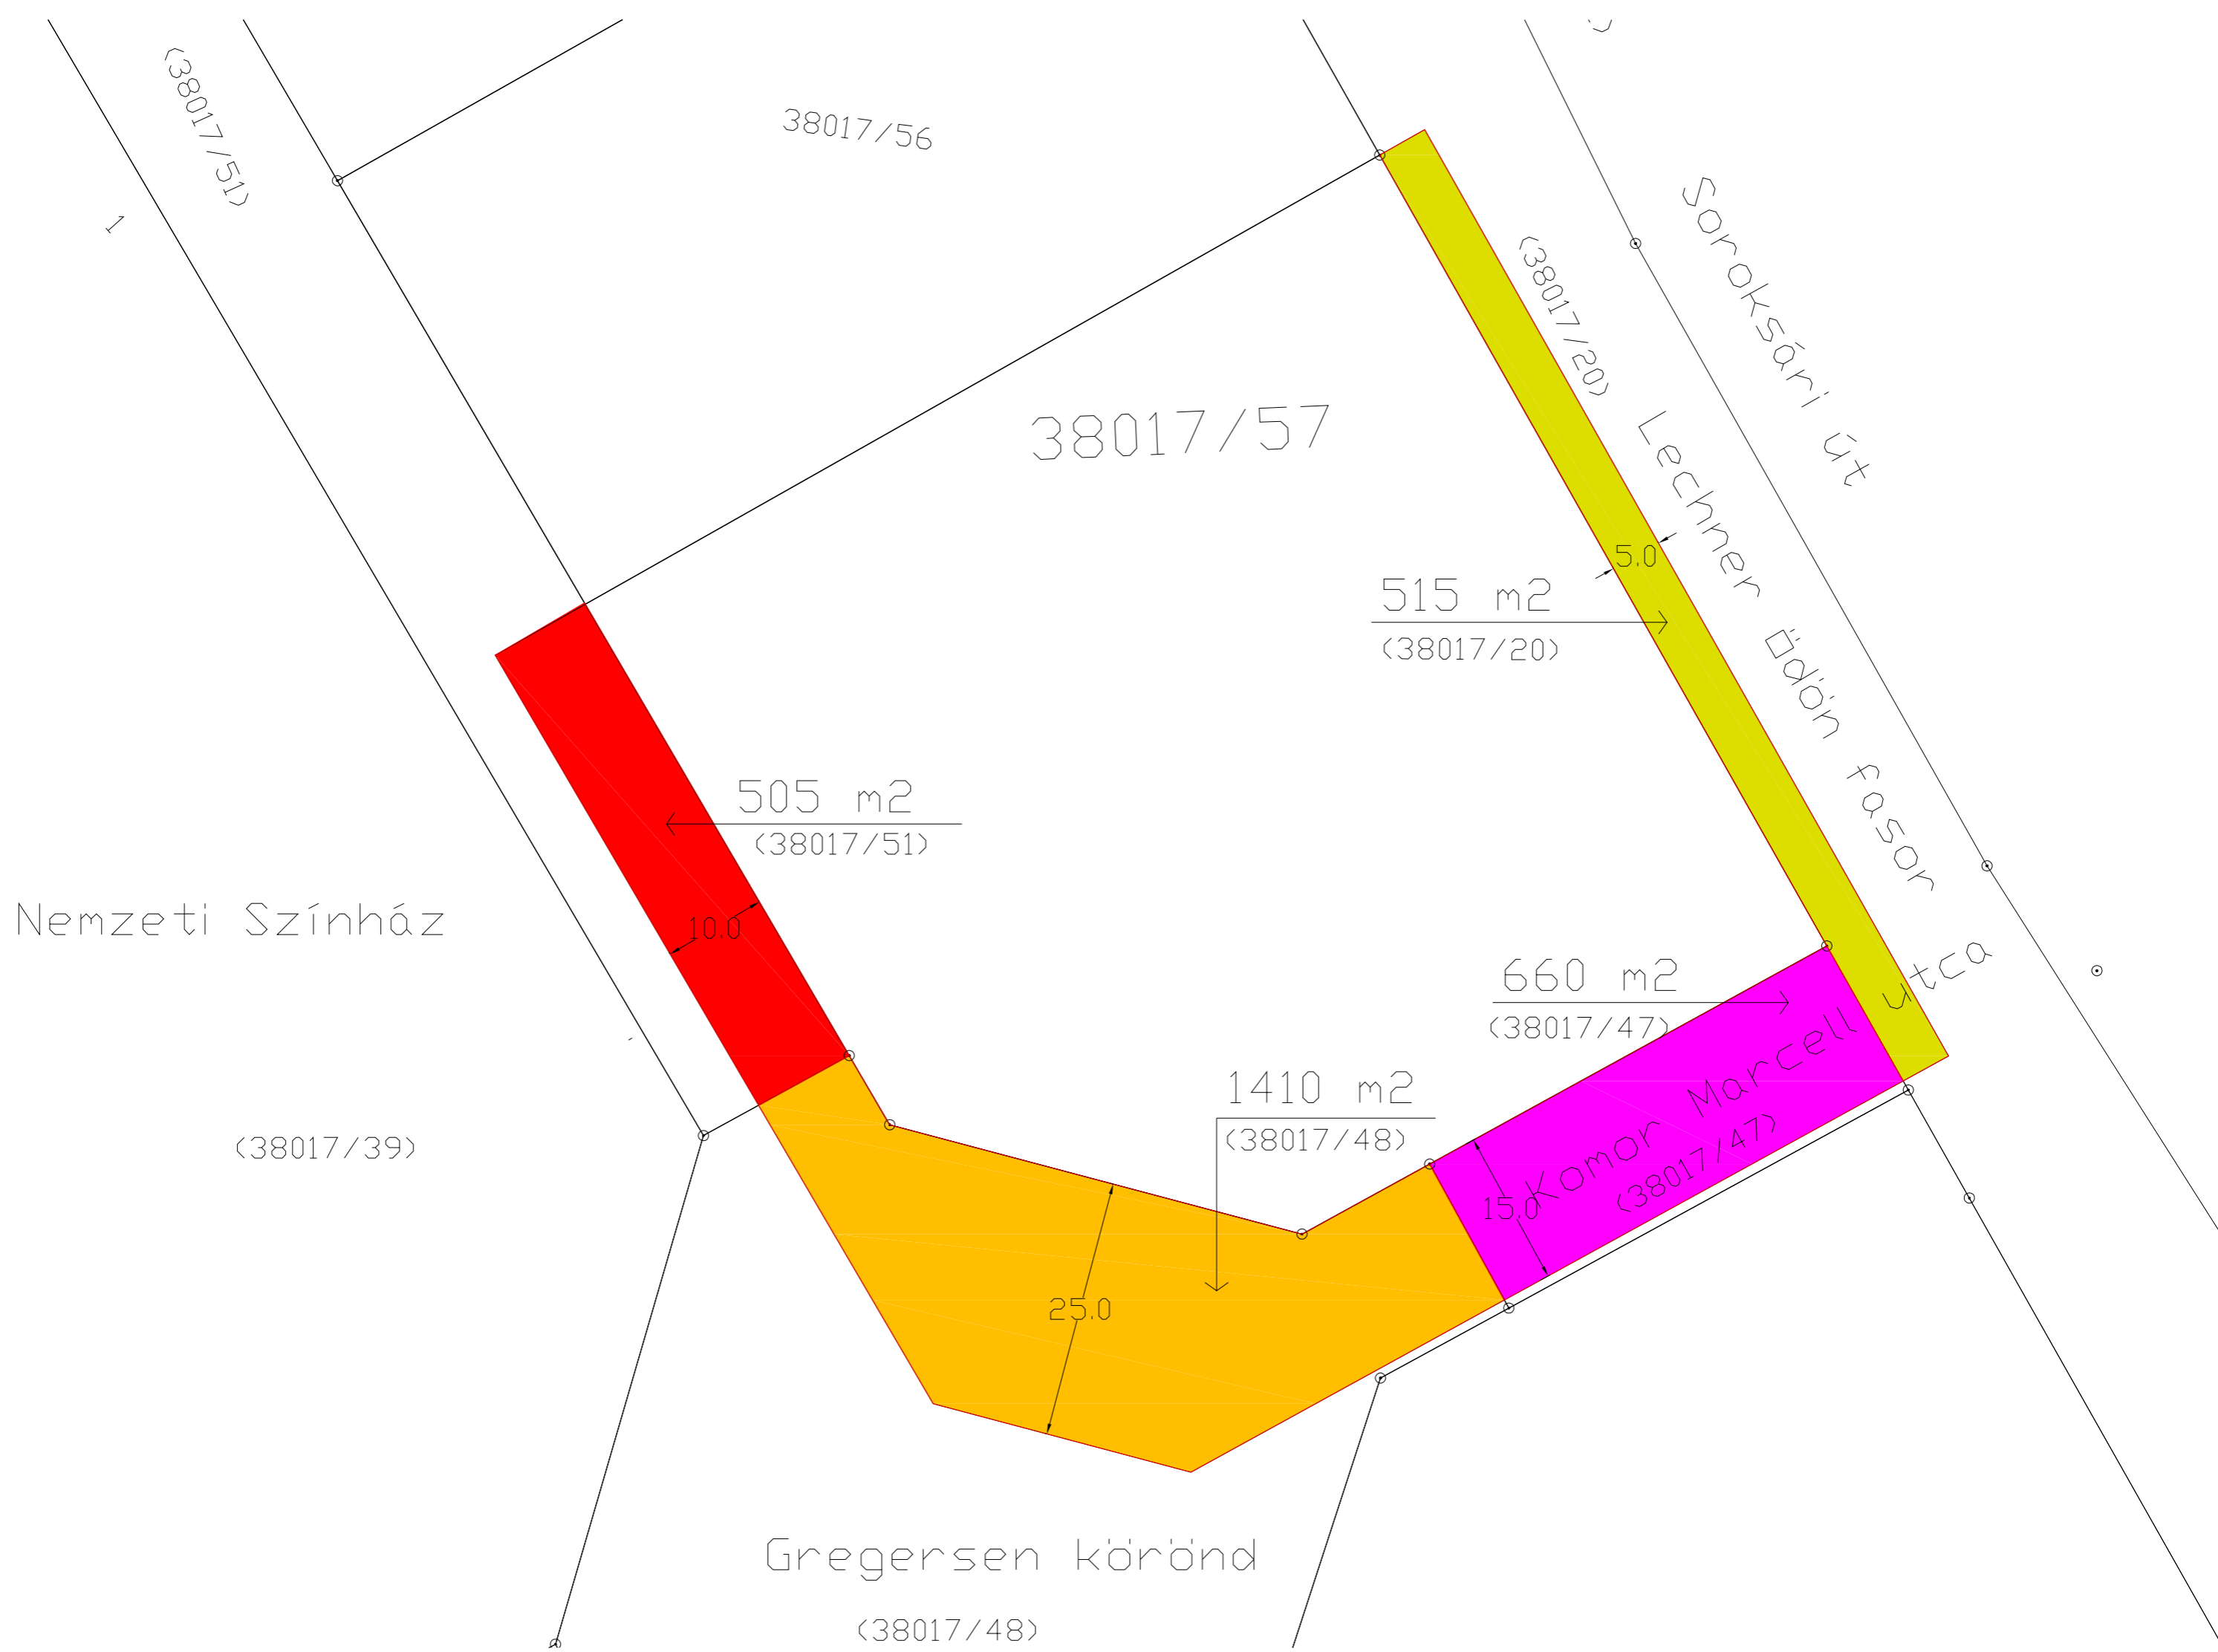 (38017/51)
1
38017/56
Soroksári út
(38017/20)
38017/57
Lechner Ödön fasor
5.0
515 m2
(38017/20)
505 m2
(38017/51)
10.0
Nemzeti Színház
660 m2
(38017/47)
Komor Marcell utca
(38017/47)
15.0
1410 m2
(38017/48)
(38017/39)
25.0
Gregersen körönd
(38017/48)